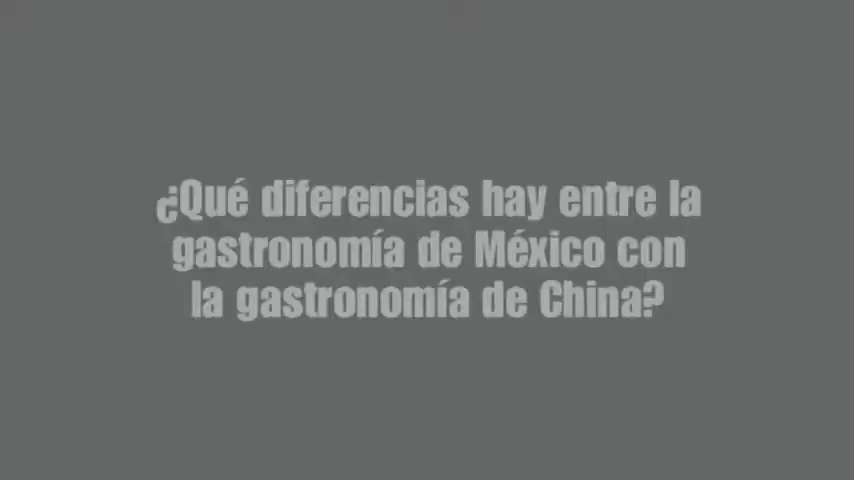 ¿Qué diferencias hay entre la
gastronomía de México con
la gastronomía de China?